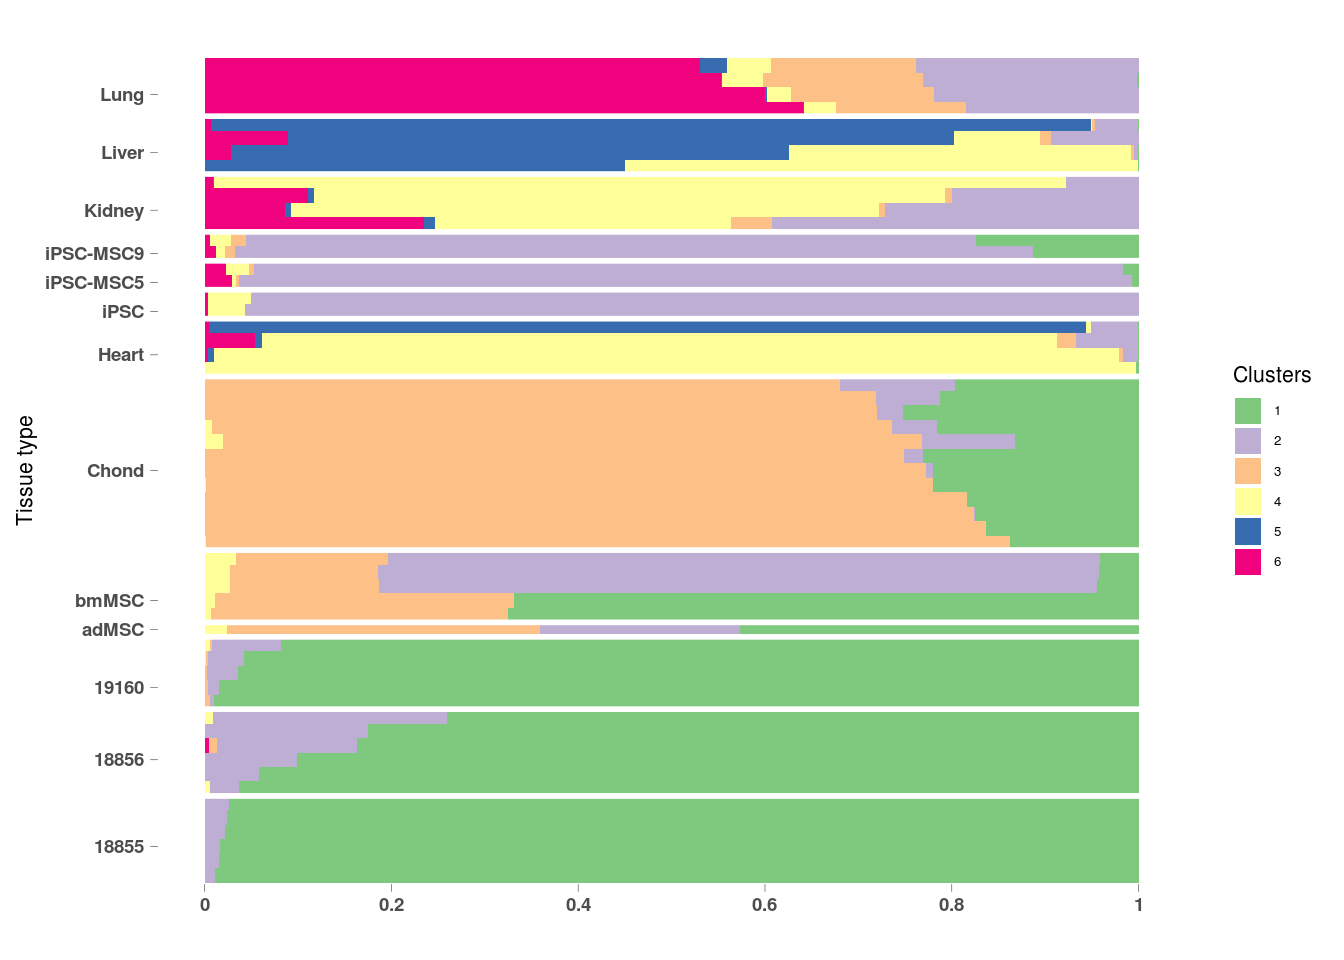 Tissue type
Lung
Liver
Kidney
iPSC-MSC9
iPSC-MSC5
iPSC
Heart
Chond
bmMSC
adMSC
19160
18856
18855
0 0.2 0.4 0.6 0.8 1
Clusters
1
2
3
4
5
6